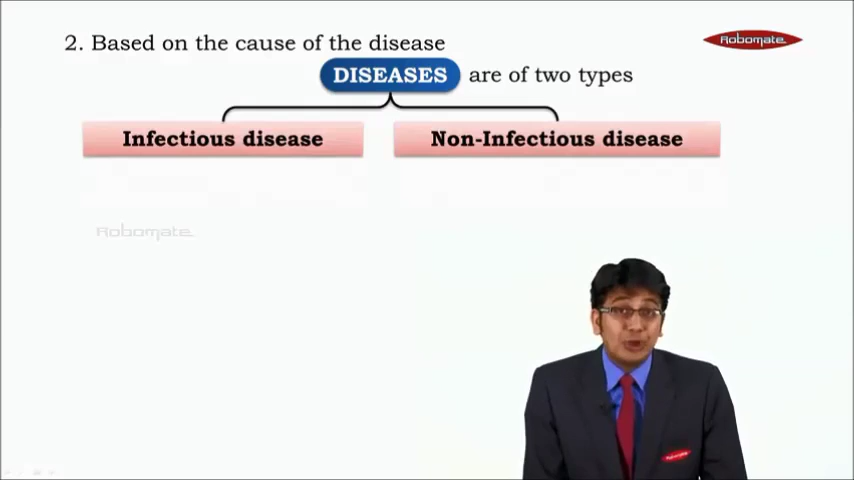 2. Based on the cause of the disease
Robomate
DISEASES are of two types
Infectious disease
Non-Infectious disease
Robomate
Robomate